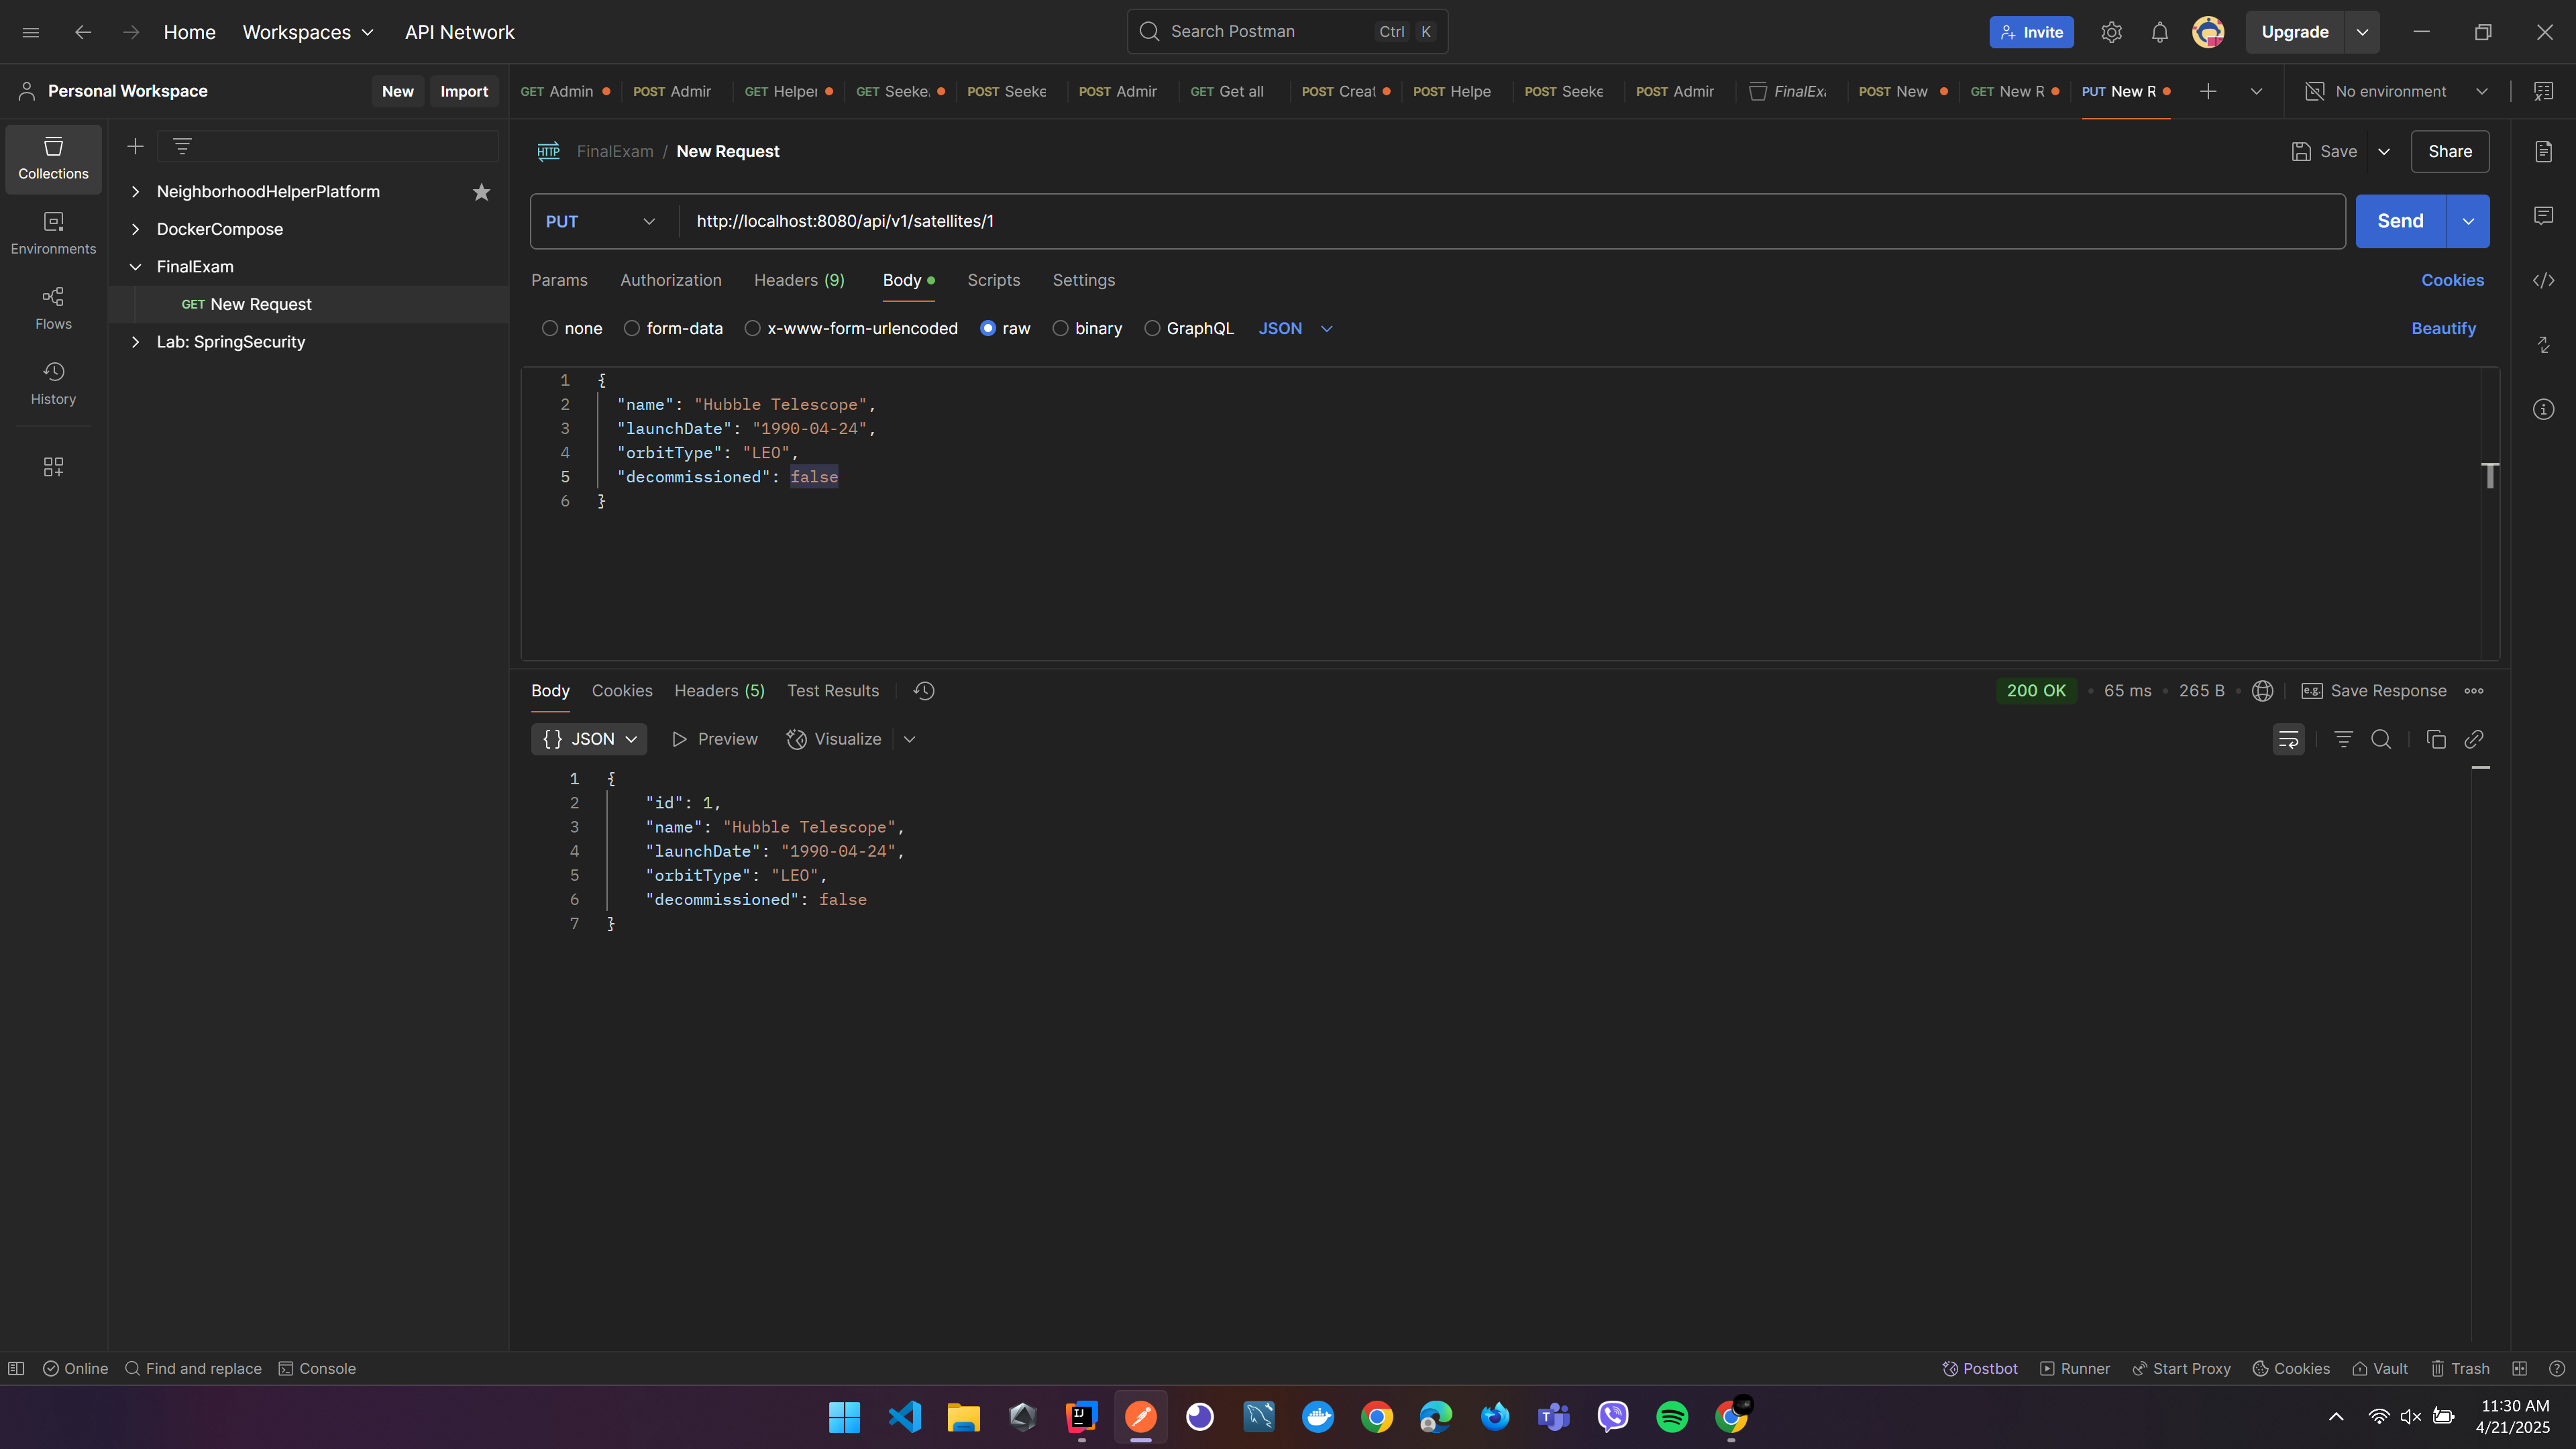 Home Workspaces API Network Search Postman Ctrl K Invite Upgrade
Personal Workspace New Import GET Admin POST Admir GET Helper GET Seeke. POST Seeke POST Admir GET Get all POST Creat POST Helpe POST Seeke POST Admir FinalExa POST New GET New R PUT New R No environment
Collections
Environments
Flows
History
NeighborhoodHelperPlatform
DockerCompose
FinalExam
GET New Request
Lab: SpringSecurity
HTTP FinalExam / New Request Save Share
PUT http://localhost:8080/api/v1/satellites/1 Send
Params Authorization Headers (9) Body Scripts Settings Cookies
none form-data x-www-form-urlencoded raw binary GraphQL JSON Beautify
1 {
2 "name": "Hubble Telescope",
3 "launchDate": "1990-04-24",
4 "orbitType": "LEO",
5 "decommissioned": false
6 }
Body Cookies Headers (5) Test Results 200 OK • 65 ms • 265 B • e.g. Save Response
{} JSON Preview Visualize
1 {
2 "id": 1,
3 "name": "Hubble Telescope",
4 "launchDate": "1990-04-24",
5 "orbitType": "LEO",
6 "decommissioned": false
7 }
Online Find and replace Console Postbot Runner Start Proxy Cookies Vault Trash
11:30 AM
4/21/2025